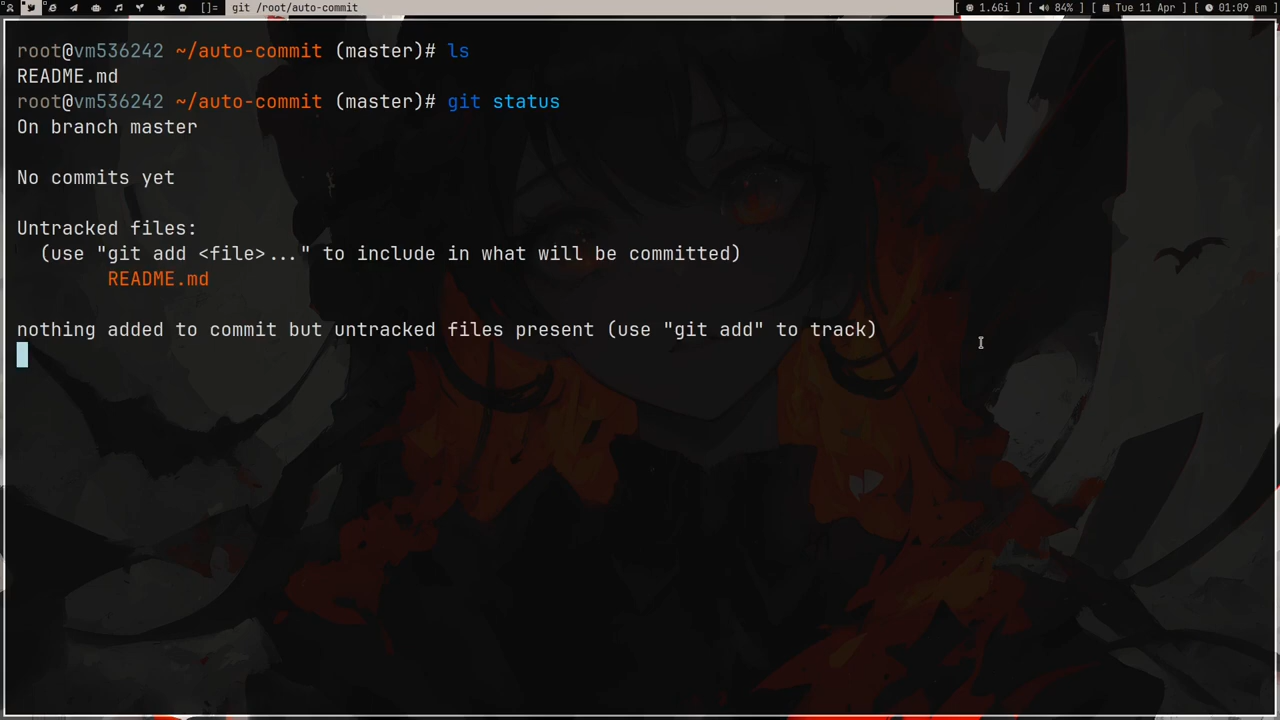 []= git /root/auto-commit [ 1.6Gi ] [ 84% ] [ Tue 11 Apr ] [ 01:09 am ]
root@vm536242 ~/auto-commit (master)# ls
README.md
root@vm536242 ~/auto-commit (master)# git status
On branch master
No commits yet
Untracked files:
(use "git add <file>..." to include in what will be committed)
README.md
nothing added to commit but untracked files present (use "git add" to track)